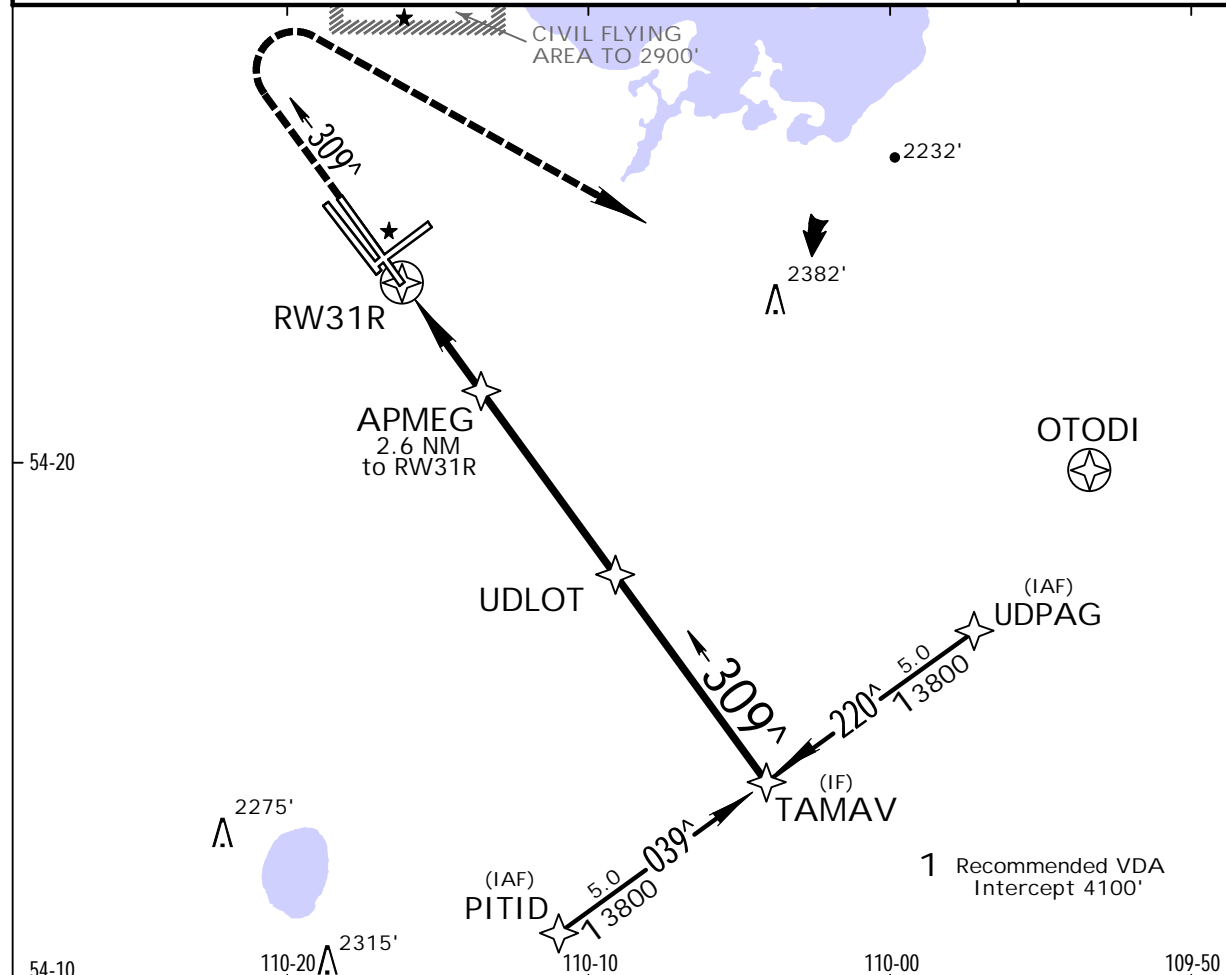 CIVIL FLYING
AREA TO 2900'
309^
2232'
2382'
RW31R
APMEG
2.6 NM
to RW31R
OTODI
54-20
UDLOT
(IAF)
UDPAG
5.0
220^
1 3800
309^
(IF)
TAMAV
2275'
039^
5.0
1 3800
(IAF)
PITID
1 Recommended VDA
Intercept 4100'
2315'
54-10
110-20
110-10
110-00
109-50